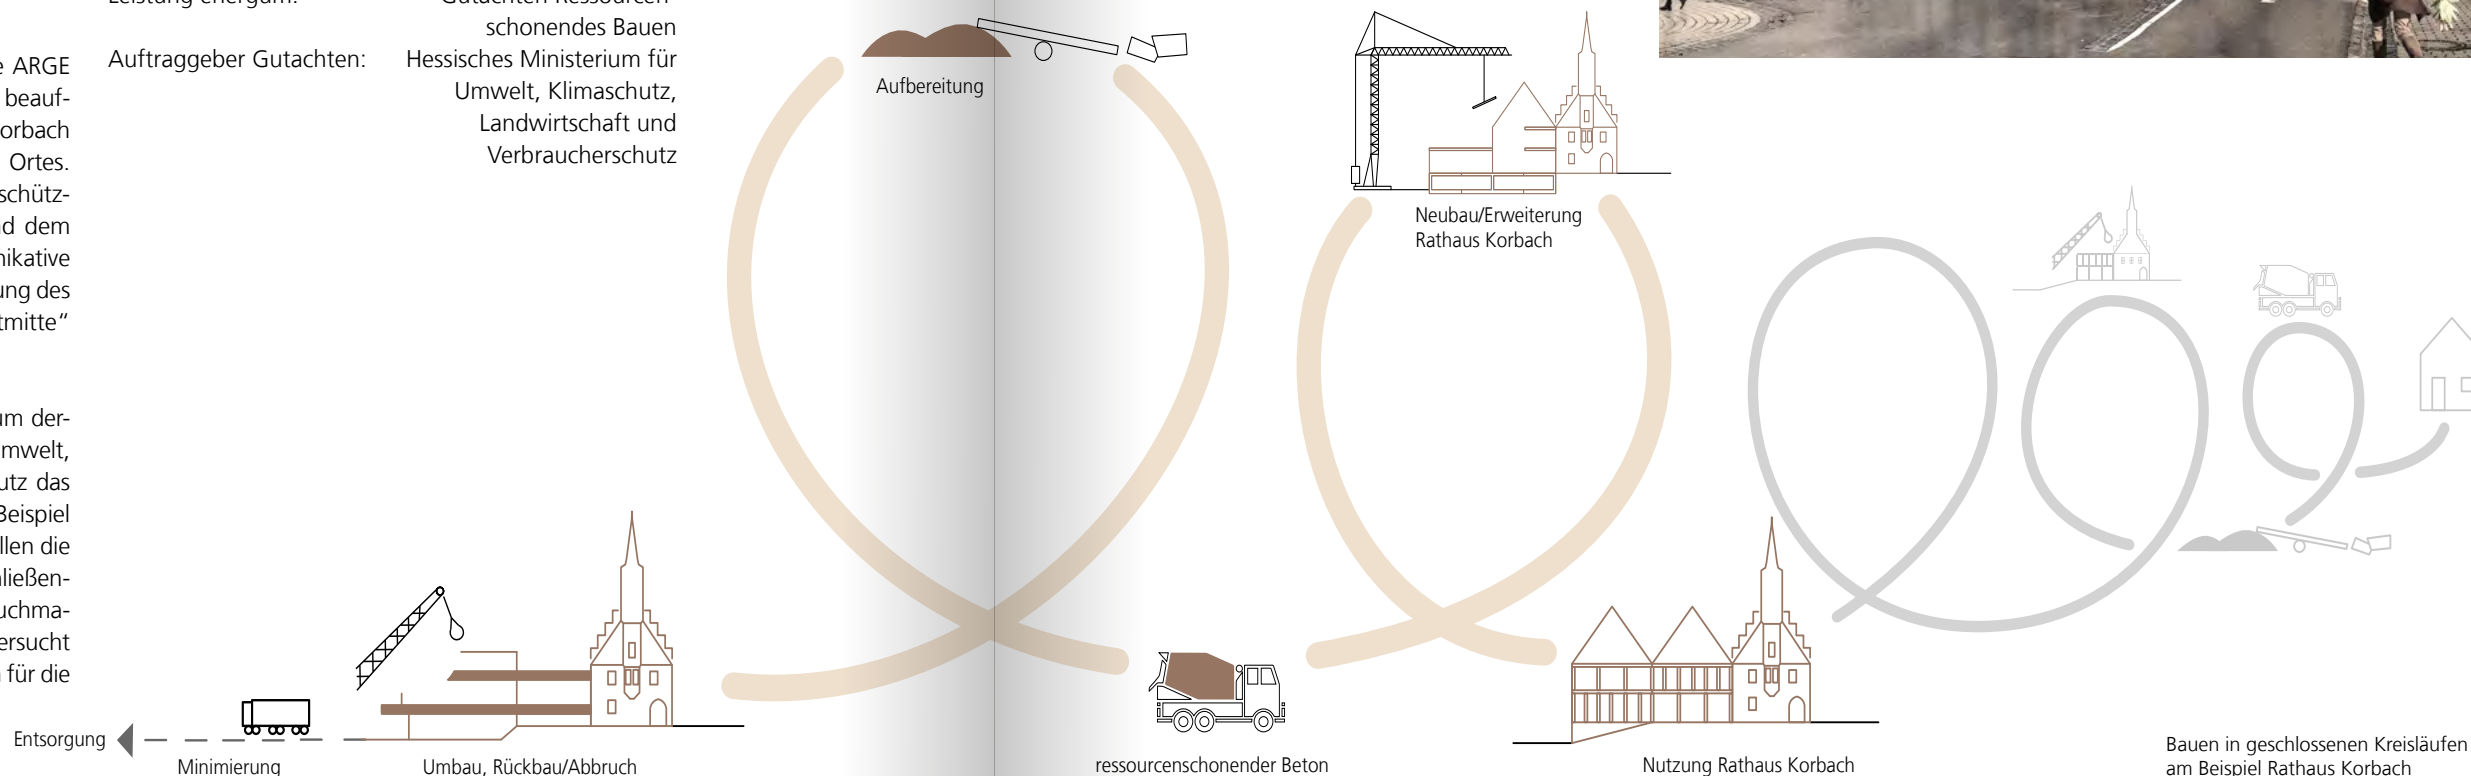 e ARGE
beauf-
orbach
Ortes.
schütz-
d dem
nikative
ung des
tmitte“
um der-
mwelt,
utz das
Beispiel
llen die
ließen-
uchma-
ersucht
für die
schonendes Bauen
Auftraggeber Gutachten: Hessisches Ministerium für
Umwelt, Klimaschutz,
Landwirtschaft und
Verbraucherschutz
Aufbereitung
Neubau/Erweiterung
Rathaus Korbach
Entsorgung
Minimierung
Umbau, Rückbau/Abbruch
ressourcenschonender Beton
Nutzung Rathaus Korbach
Bauen in geschlossenen Kreisläufen
am Beispiel Rathaus Korbach